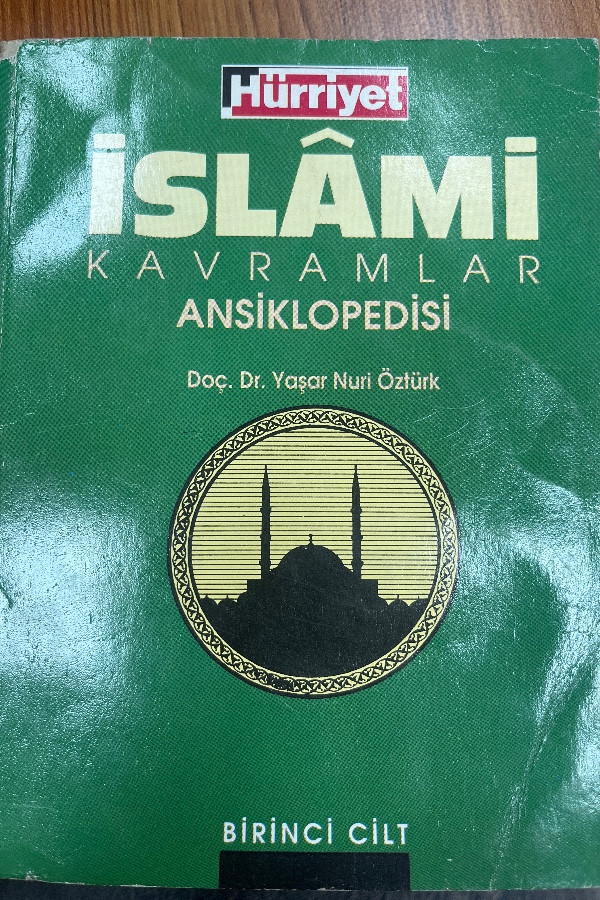 Hürriyet
İSLÂMİ
KAVRAMLAR
ANSİKLOPEDİSİ
Doç. Dr. Yaşar Nuri Öztürk
BİRİNCİ CİLT